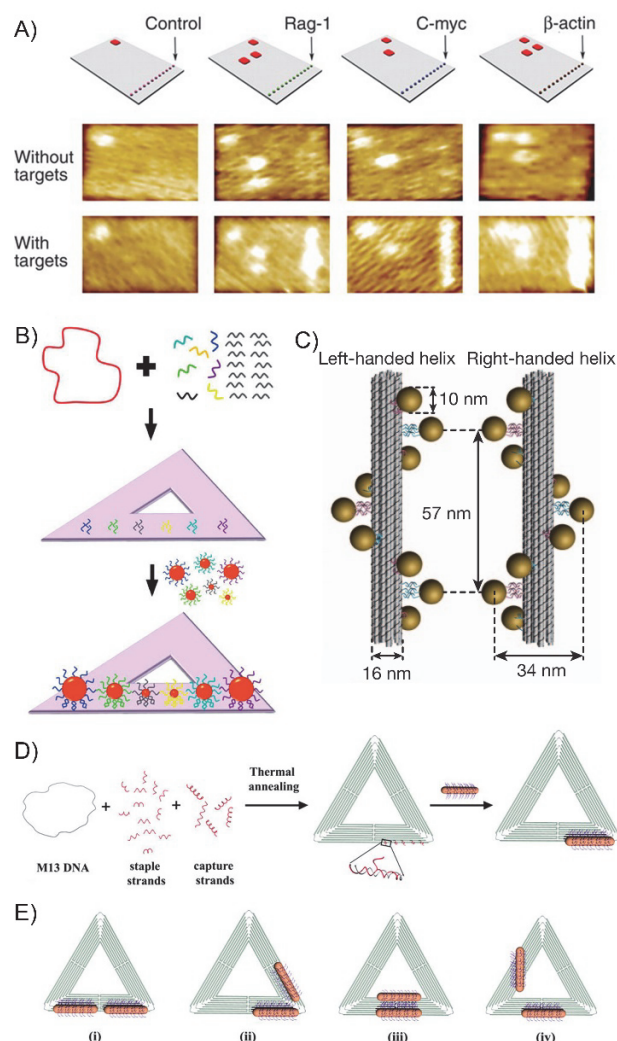 A)
Control
Rag-1
C-myc
β-actin
Without
targets
With
targets
B)
C)
Left-handed helix
Right-handed helix
10 nm
57 nm
16 nm
34 nm
D)
M13 DNA
+
staple
strands
+
capture
strands
Thermal
annealing
E)
(i)
(ii)
(iii)
(iv)